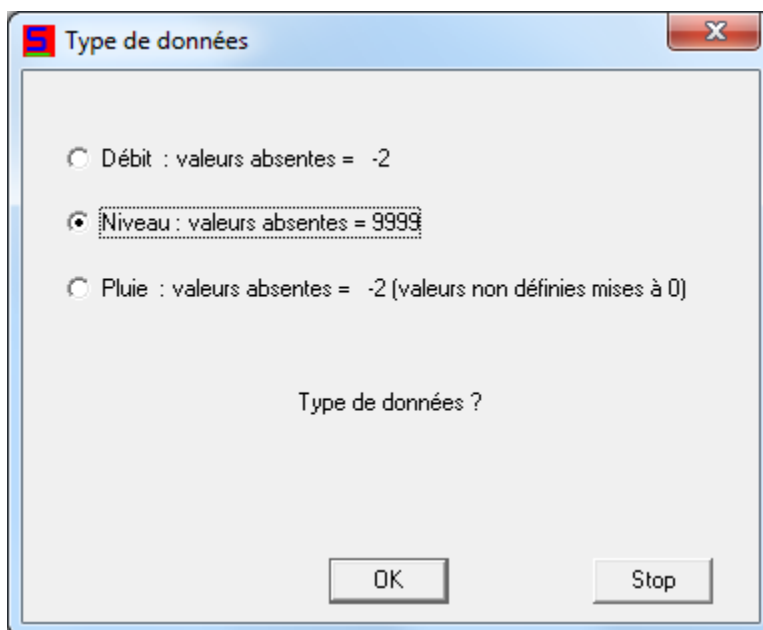 S Type de données
Débit : valeurs absentes = -2
Niveau : valeurs absentes = 9999
Pluie : valeurs absentes = -2 (valeurs non définies mises à 0)
Type de données ?
OK Stop